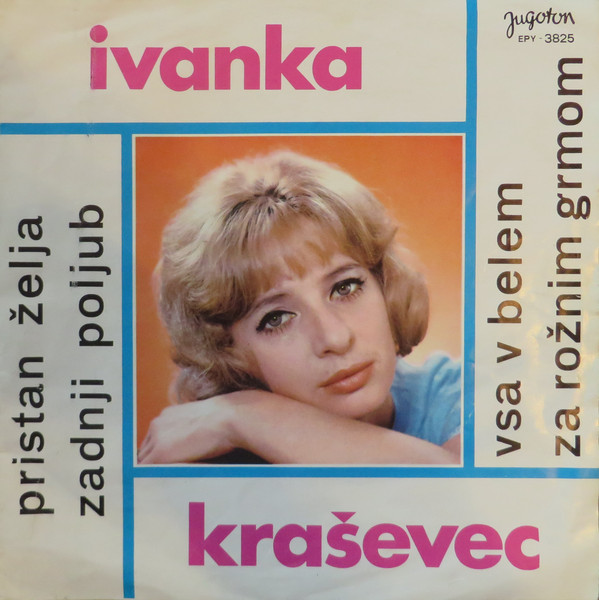 ivanka
Jugoton
EPY - 3825
pristan želja
zadnji poljub
vsa v belem
za rožnim grmom
kraševec